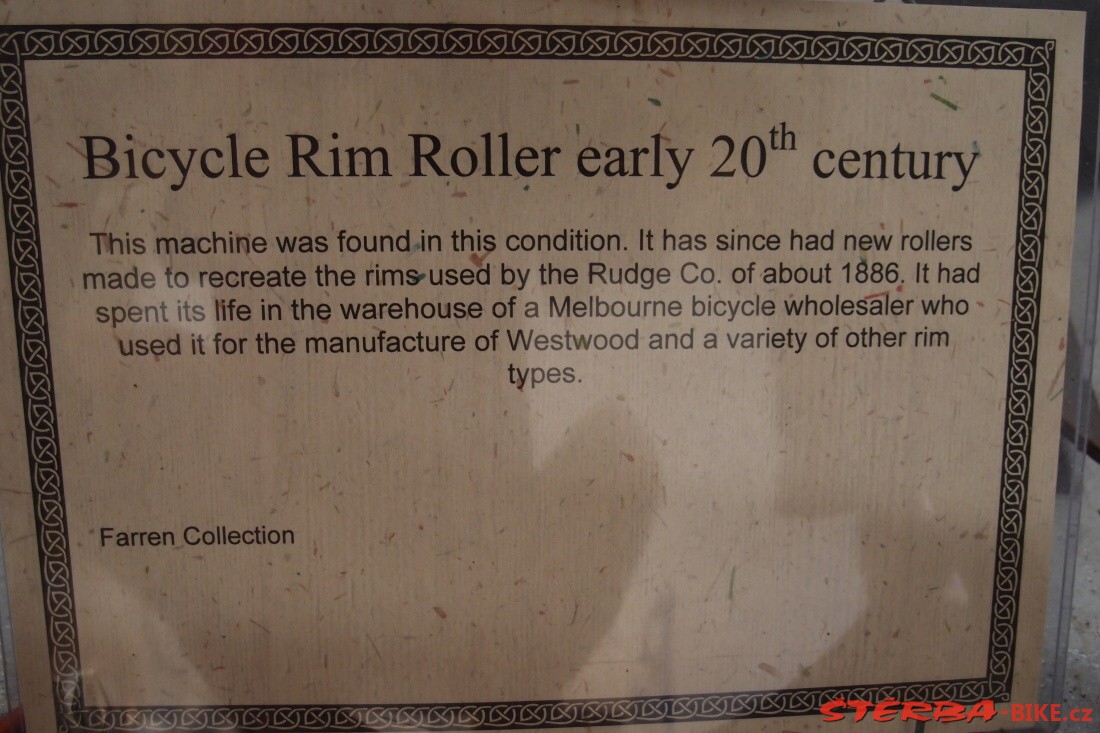 Bicycle Rim Roller early 20th century
This machine was found in this condition. It has since had new rollers
made to recreate the rims used by the Rudge Co. of about 1886. It had
spent its life in the warehouse of a Melbourne bicycle wholesaler who
used it for the manufacture of Westwood and a variety of other rim
types.
Farren Collection
ŠTĚRBA-BIKE.cz